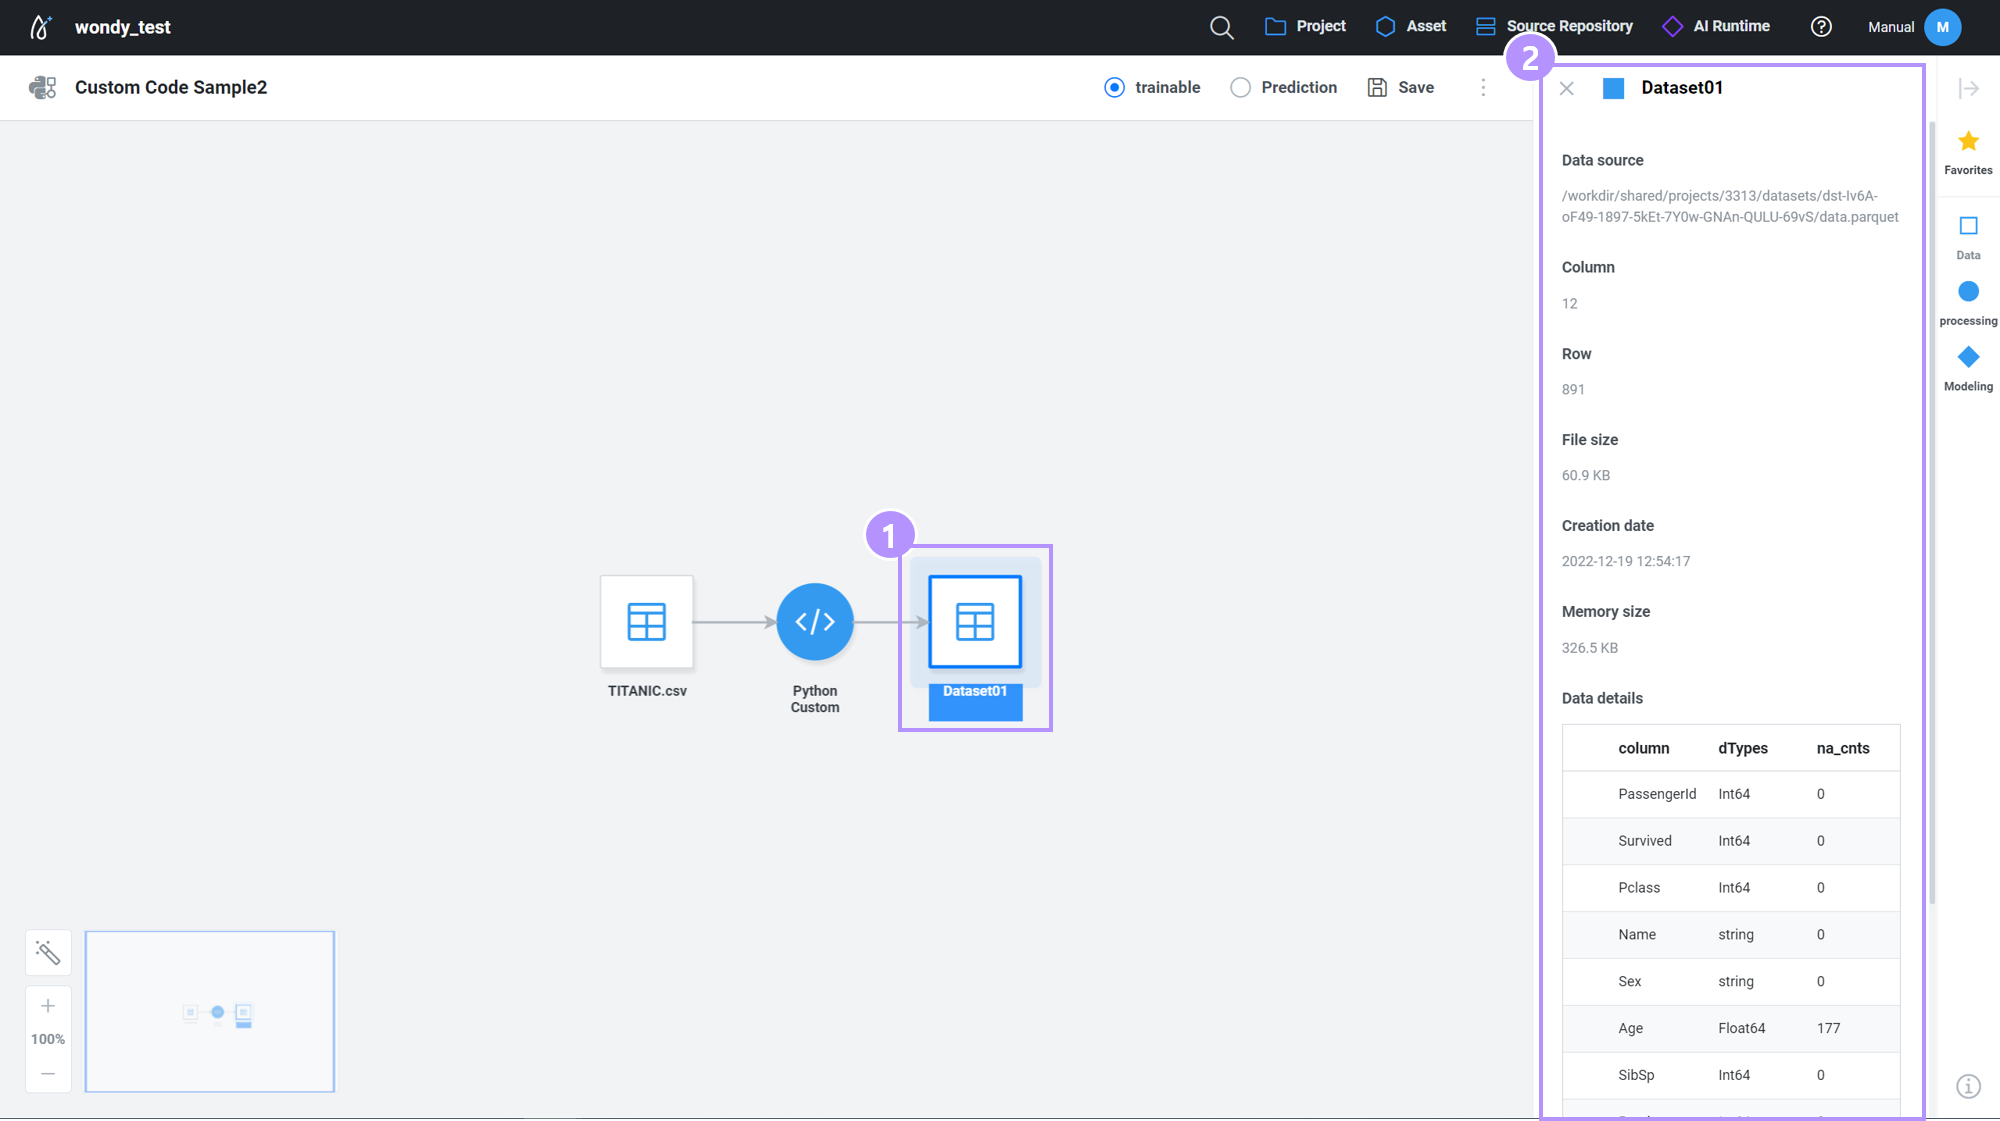 wondy_test
Project
Asset
Source Repository
AI Runtime
Manual
M
Custom Code Sample2
trainable
Prediction
Save
2
Dataset01
Data source
/workdir/shared/projects/3313/datasets/dst-Iv6A-
oF49-1897-5kEt-7Y0w-GNAn-QULU-69vS/data.parquet
Column
12
Row
891
File size
60.9 KB
Creation date
2022-12-19 12:54:17
Memory size
326.5 KB
Data details
column dTypes na_cnts
PassengerId Int64 0
Survived Int64 0
Pclass Int64 0
Name string 0
Sex string 0
Age Float64 177
SibSp Int64 0
Favorites
Data
processing
Modeling
1
TITANIC.csv
Python
Custom
Dataset01
100%